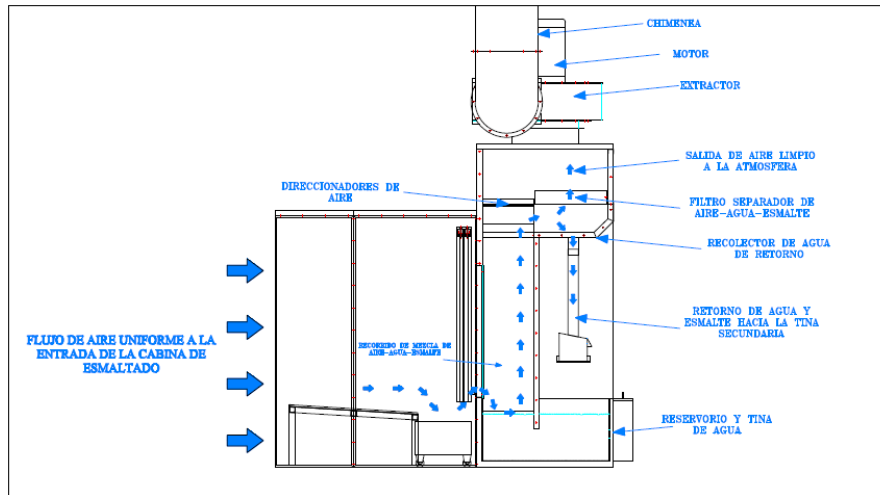 CHIMENEA
MOTOR
EXTRACTOR
SALIDA DE AIRE LIMPIO
A LA ATMOSFERA
DIRECCIONADORES DE
AIRE
FILTRO SEPARADOR DE
AIRE-AGUA-ESMALTE
RECOLECTOR DE AGUA
DE RETORNO
RETORNO DE AGUA Y
ESMALTE HACIA LA TINA
SECUNDARIA
FLUJO DE AIRE UNIFORME A LA
ENTRADA DE LA CABINA DE
ESMALTADO
RECORRIDO DE MEZCLA DE
AIRE-AGUA-ESMALTE
RESERVORIO Y TINA
DE AGUA